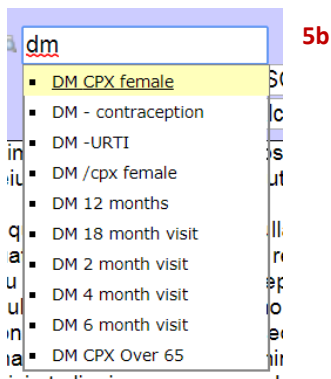 dm
5b
DM CPX female
DM - contraception
DM -URTI
DM /cpx female
DM 12 months
DM 18 month visit
DM 2 month visit
DM 4 month visit
DM 6 month visit
DM CPX Over 65